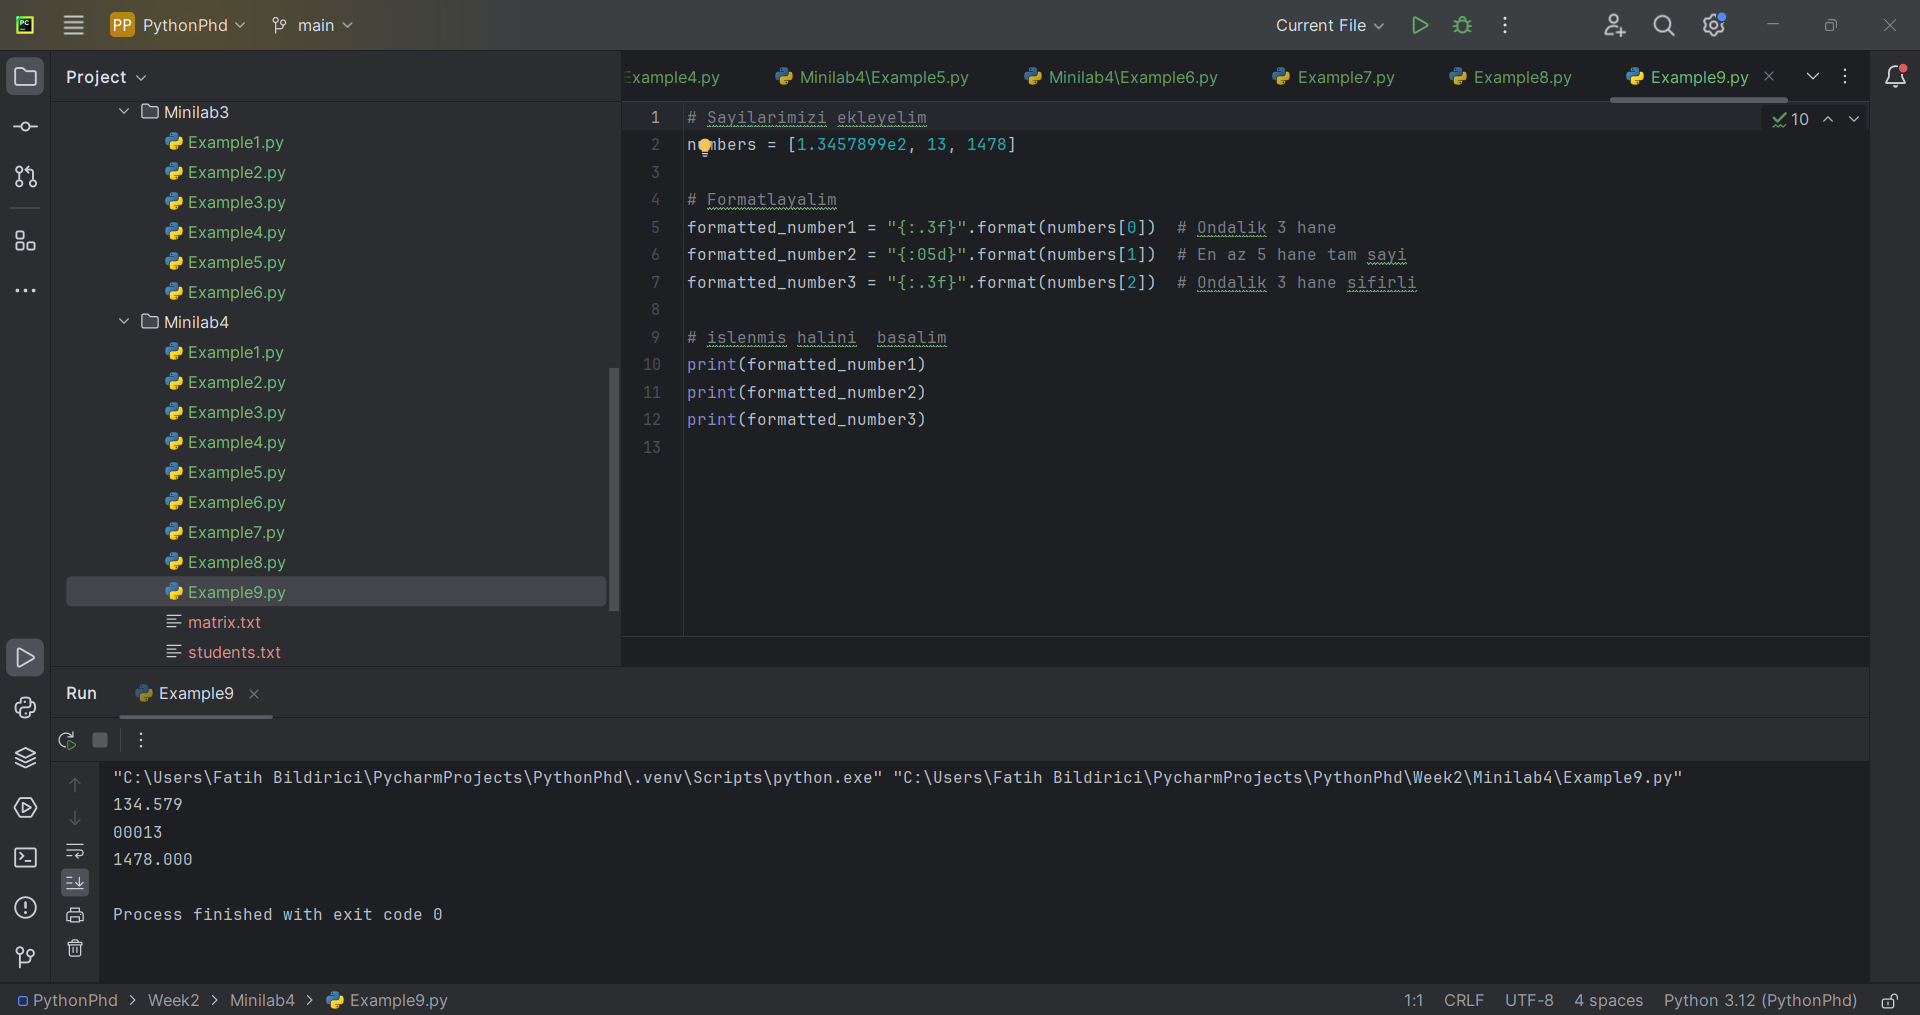 PC
PP PythonPhd main Current File
Project
Example4.py Minilab4\Example5.py Minilab4\Example6.py Example7.py Example8.py Example9.py
Minilab3
Example1.py
Example2.py
Example3.py
Example4.py
Example5.py
Example6.py
Minilab4
Example1.py
Example2.py
Example3.py
Example4.py
Example5.py
Example6.py
Example7.py
Example8.py
Example9.py
matrix.txt
students.txt
10
1 # Sayilarimizi ekleyelim
2 numbers = [1.3457899e2, 13, 1478]
3
4 # Formatlayalim
5 formatted_number1 = "{:.3f}".format(numbers[0])  # Ondalik 3 hane
6 formatted_number2 = "{:05d}".format(numbers[1])  # En az 5 hane tam sayi
7 formatted_number3 = "{:.3f}".format(numbers[2])  # Ondalik 3 hane sifirli
8
9 # islenmis halini  basalim
10 print(formatted_number1)
11 print(formatted_number2)
12 print(formatted_number3)
13
Run Example9
"C:\Users\Fatih Bildirici\PycharmProjects\PythonPhd\.venv\Scripts\python.exe" "C:\Users\Fatih Bildirici\PycharmProjects\PythonPhd\Week2\Minilab4\Example9.py"
134.579
00013
1478.000
Process finished with exit code 0
PythonPhd > Week2 > Minilab4 > Example9.py 1:1 CRLF UTF-8 4 spaces Python 3.12 (PythonPhd)